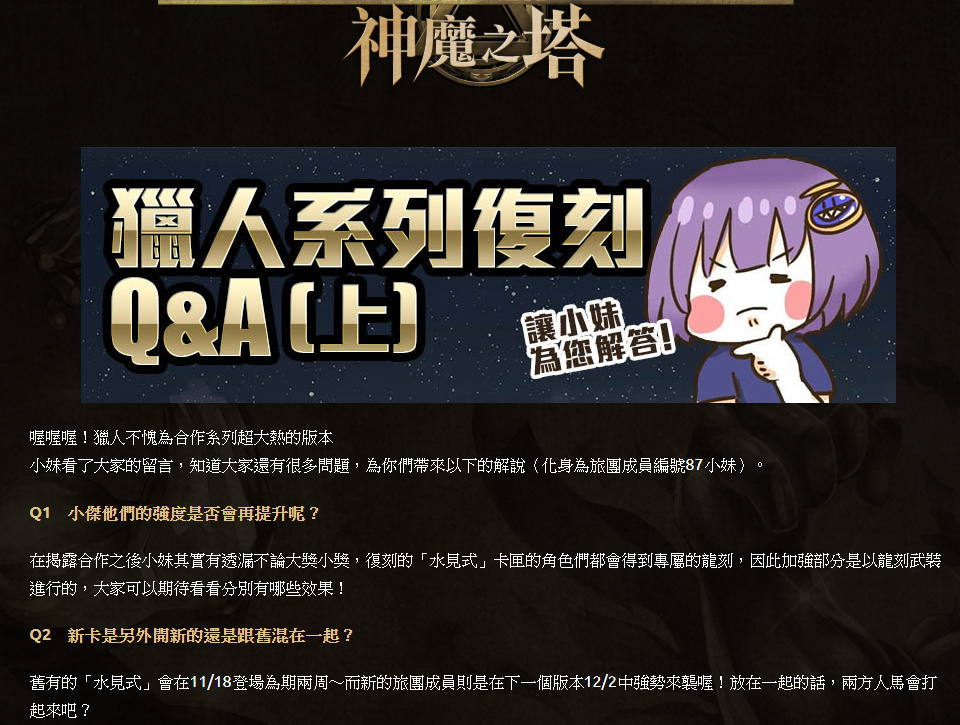 神魔之塔
獵人系列復刻
Q&A(上)
讓小妹
為您解答!
喔喔喔！獵人不愧為合作系列超大熱的版本
小妹看了大家的留言，知道大家還有很多問題，為你們帶來以下的解說（化身為旅團成員編號87小妹）。
Q1　小傑他們的強度是否會再提升呢？
在揭露合作之後小妹其實有透漏不論大獎小獎，復刻的「水見式」卡匣的角色們都會得到專屬的龍刻，因此加強部分是以龍刻武裝
進行的，大家可以期待看看分別有哪些效果！
Q2　新卡是另外開新的還是跟舊混在一起？
舊有的「水見式」會在11/18登場為期兩周～而新的旅團成員則是在下一個版本12/2中強勢來襲喔！放在一起的話，兩方人馬會打
起來吧？